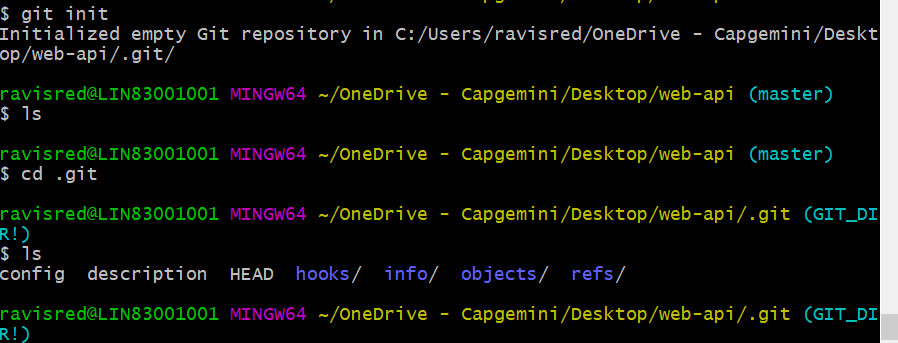 $ git init
Initialized empty Git repository in C:/Users/ravisred/OneDrive - Capgemini/Deskt
op/web-api/.git/
ravisred@LIN83001001 MINGW64 ~/OneDrive - Capgemini/Desktop/web-api (master)
$ ls
ravisred@LIN83001001 MINGW64 ~/OneDrive - Capgemini/Desktop/web-api (master)
$ cd .git
ravisred@LIN83001001 MINGW64 ~/OneDrive - Capgemini/Desktop/web-api/.git (GIT_DI
R!)
$ ls
config  description  HEAD  hooks/  info/  objects/  refs/
ravisred@LIN83001001 MINGW64 ~/OneDrive - Capgemini/Desktop/web-api/.git (GIT_DI
R!)